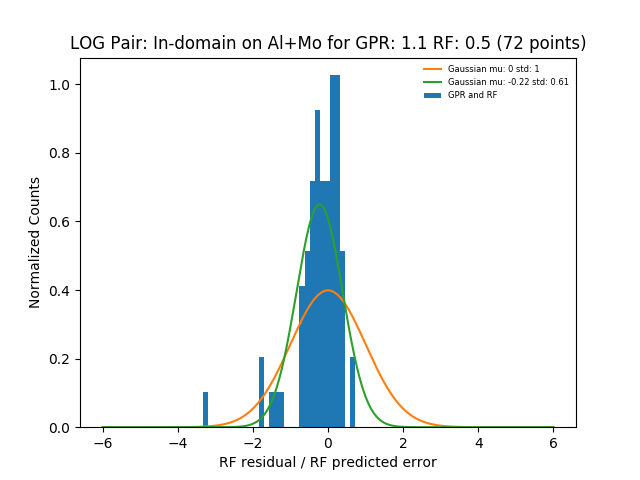 LOG Pair: In-domain on Al+Mo for GPR: 1.1 RF: 0.5 (72 points)
Gaussian mu: 0 std: 1
Gaussian mu: -0.22 std: 0.61
GPR and RF
Normalized Counts
1.0
0.8
0.6
0.4
0.2
0.0
−6 −4 −2 0 2 4 6
RF residual / RF predicted error